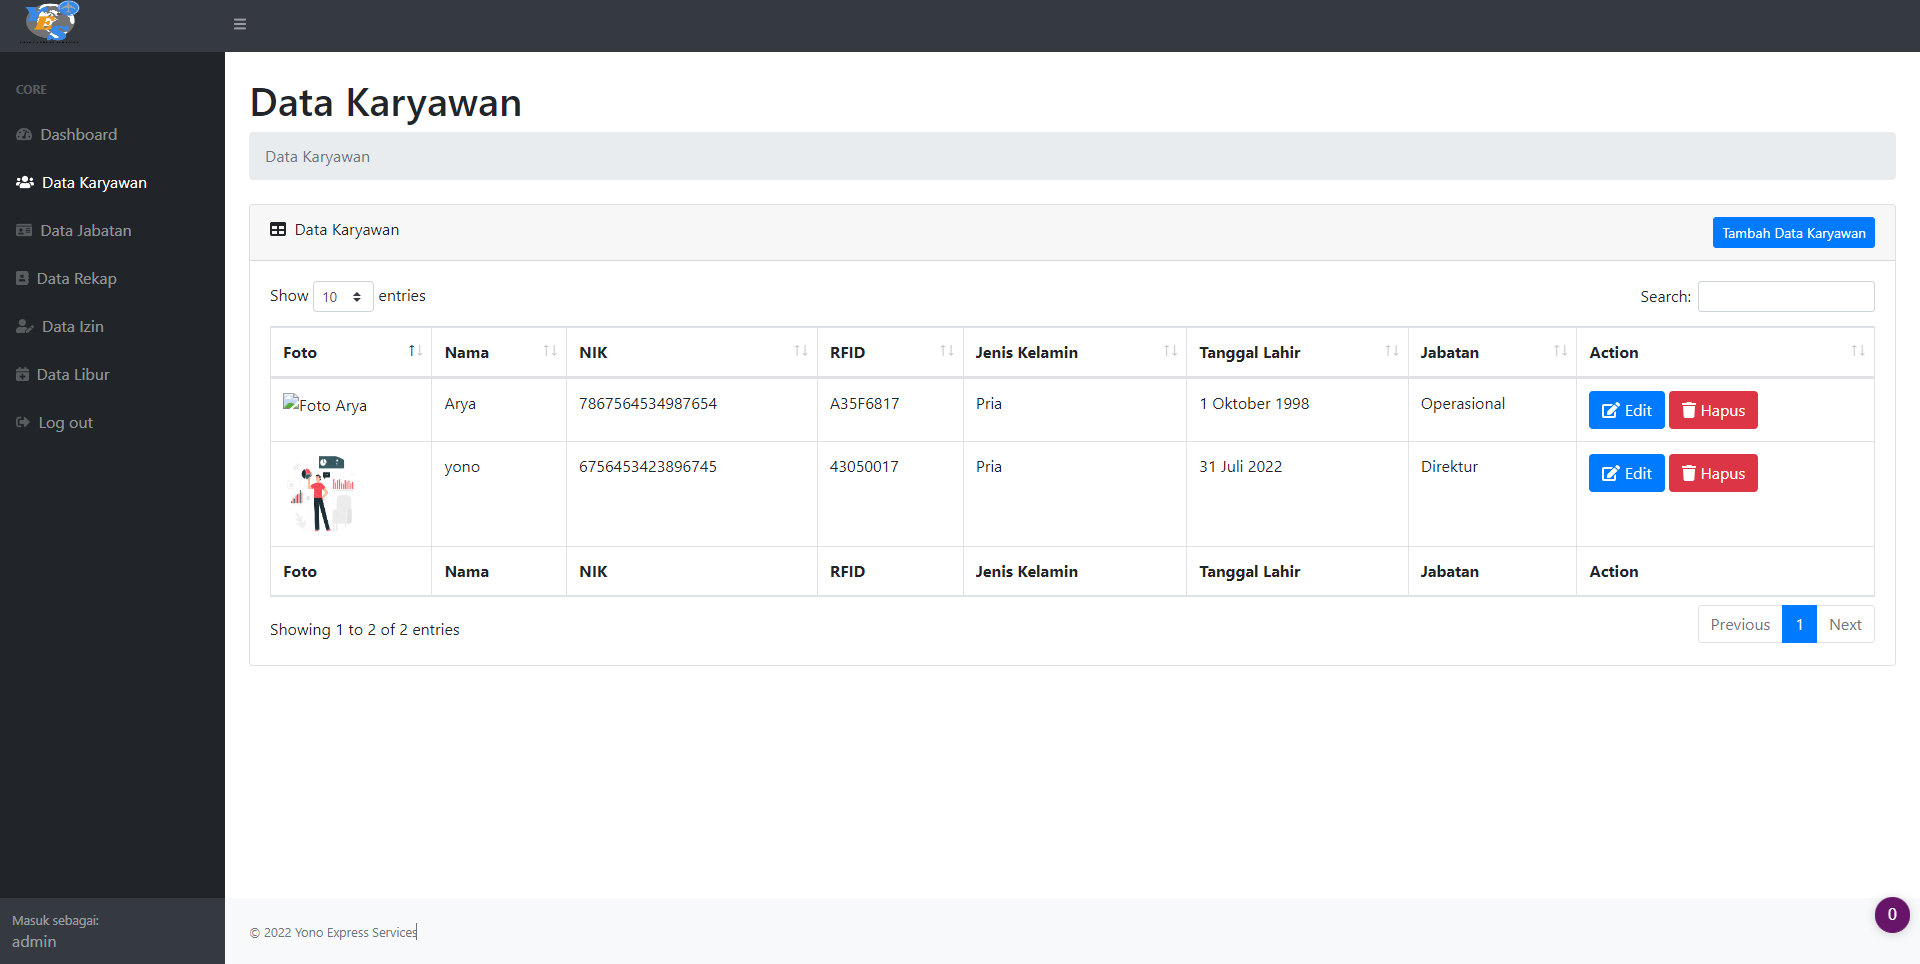 YES
CORE
Dashboard
Data Karyawan
Data Jabatan
Data Rekap
Data Izin
Data Libur
Log out
Masuk sebagai:
admin
Data Karyawan
Data Karyawan
Data Karyawan
Tambah Data Karyawan
Show 10 entries
Search:
Foto Nama NIK RFID Jenis Kelamin Tanggal Lahir Jabatan Action
Foto Arya Arya 7867564534987654 A35F6817 Pria 1 Oktober 1998 Operasional Edit Hapus
yono 6756453423896745 43050017 Pria 31 Juli 2022 Direktur Edit Hapus
Foto Nama NIK RFID Jenis Kelamin Tanggal Lahir Jabatan Action
Showing 1 to 2 of 2 entries
Previous 1 Next
© 2022 Yono Express Services
0